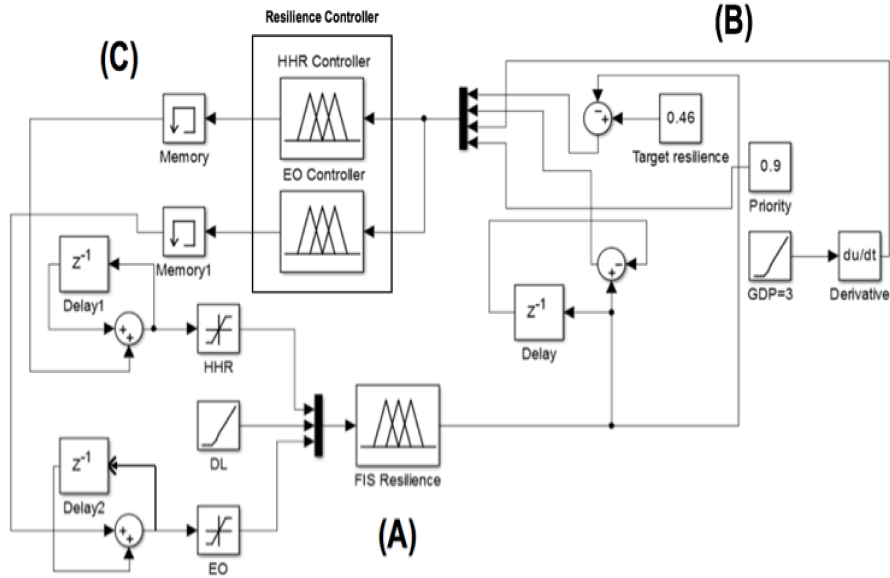 Resilience Controller
(B)
(C)
HHR Controller
0.46
Memory
Target resilience
EO Controller
0.9
Priority
Memory1
z-1
Delay1
du/dt
GDP=3
Derivative
z-1
Delay
HHR
DL
FIS Resilience
z-1
Delay2
EO
(A)